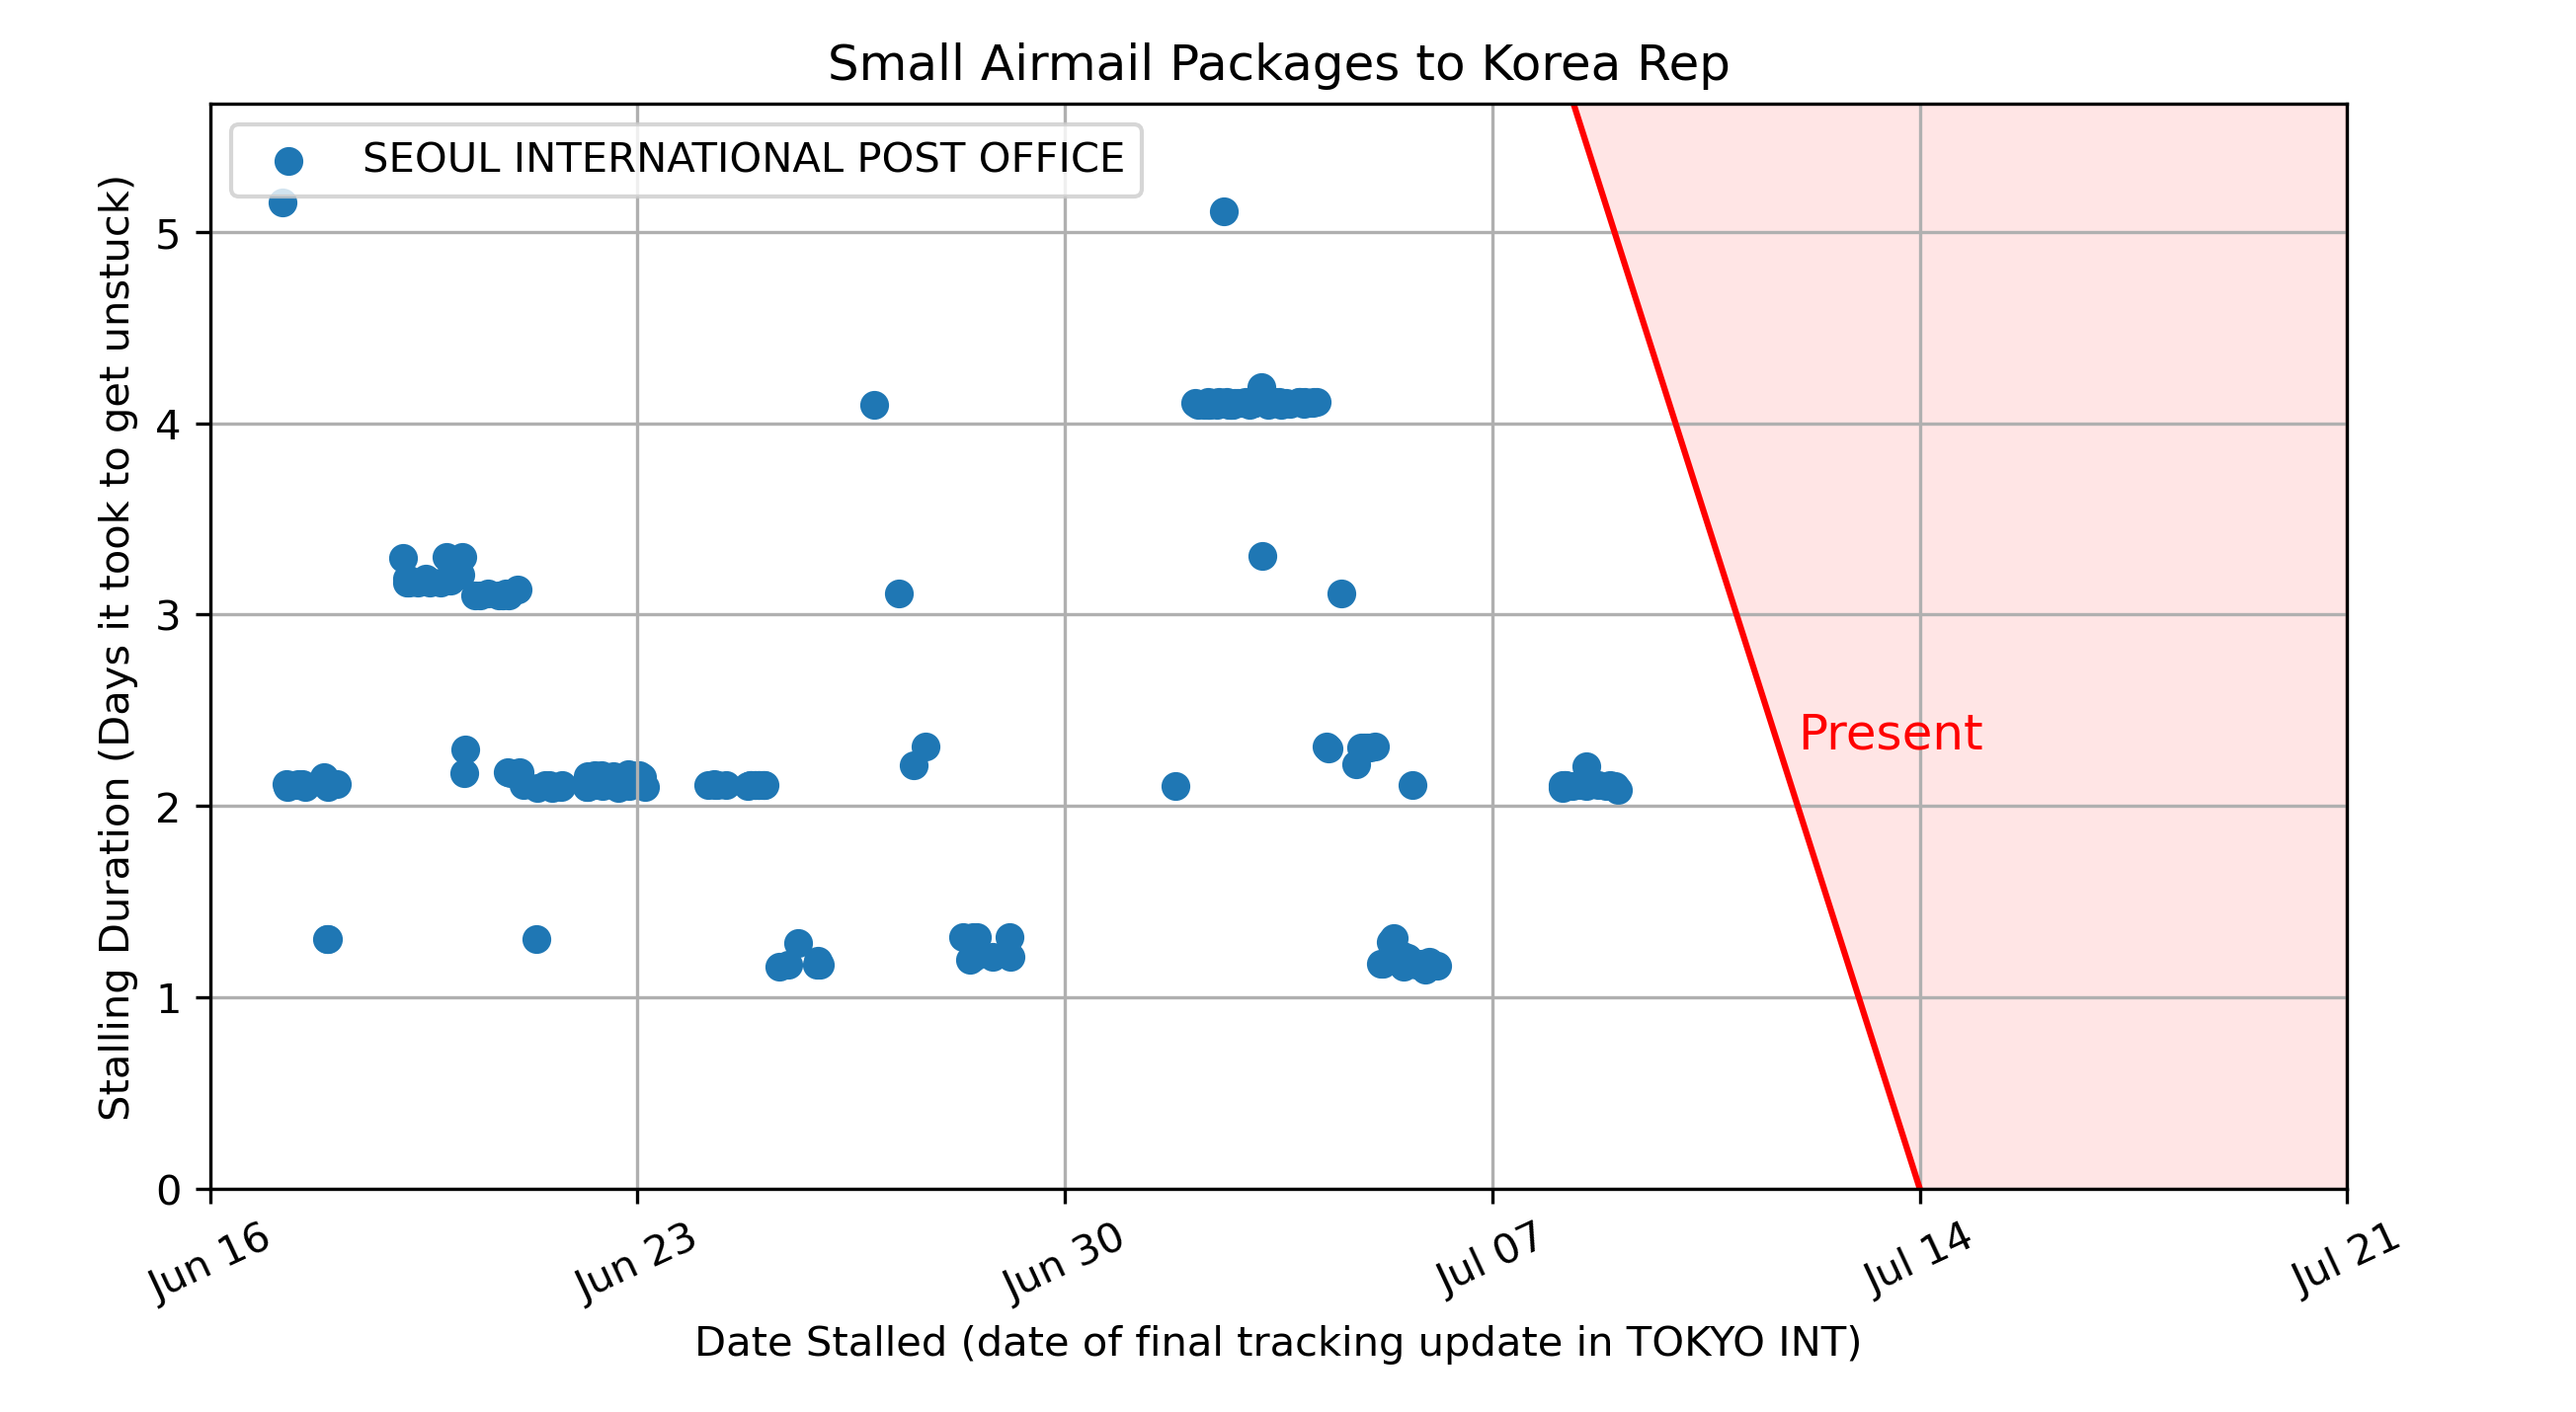 Small Airmail Packages to Korea Rep
SEOUL INTERNATIONAL POST OFFICE
Stalling Duration (Days it took to get unstuck)
5
4
3
2
1
0
Present
Jun 16
Jun 23
Jun 30
Jul 07
Jul 14
Jul 21
Date Stalled (date of final tracking update in TOKYO INT)